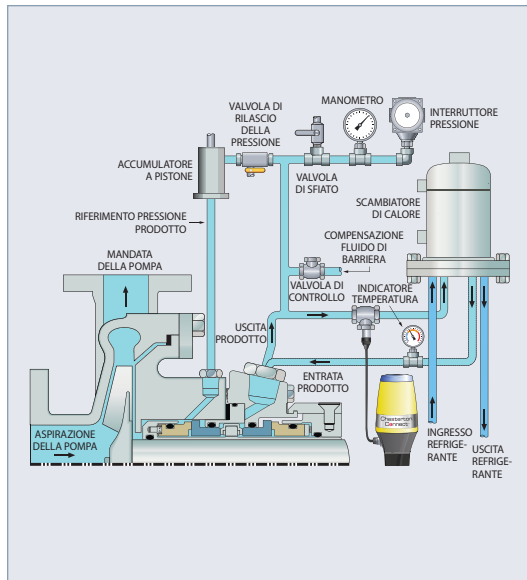 VALVOLA DI
RILASCIO
DELLA
PRESSIONE
MANOMETRO
INTERRUTTORE
PRESSIONE
ACCUMULATORE
A PISTONE
VALVOLA
DI SFIATO
SCAMBIATORE
DI CALORE
RIFERIMENTO PRESSIONE
PRODOTTO
COMPENSAZIONE
FLUIDO DI
BARRIERA
MANDATA
DELLA POMPA
VALVOLA DI
CONTROLLO
INDICATORE
TEMPERATURA
USCITA
PRODOTTO
ENTRATA
PRODOTTO
Chesterton
Connect
ASPIRAZIONE
DELLA POMPA
INGRESSO
REFRIGE-
RANTE
USCITA
REFRIGE-
RANTE